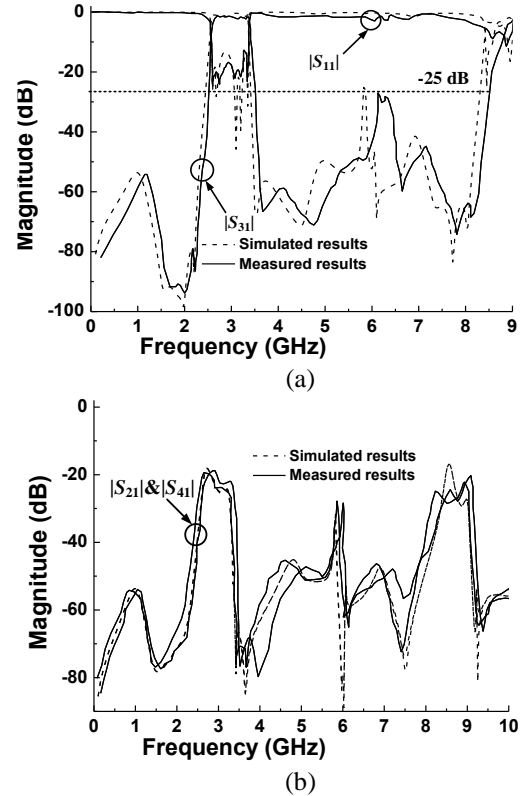 0
-20
-40
-60
-80
-100
Magnitude (dB)
|S11|
-25 dB
|S31|
Simulated results
Measured results
0 1 2 3 4 5 6 7 8 9
Frequency (GHz)
(a)
0
-20
-40
-60
-80
Magnitude (dB)
Simulated results
Measured results
|S21|&|S41|
0 1 2 3 4 5 6 7 8 9 10
Frequency (GHz)
(b)